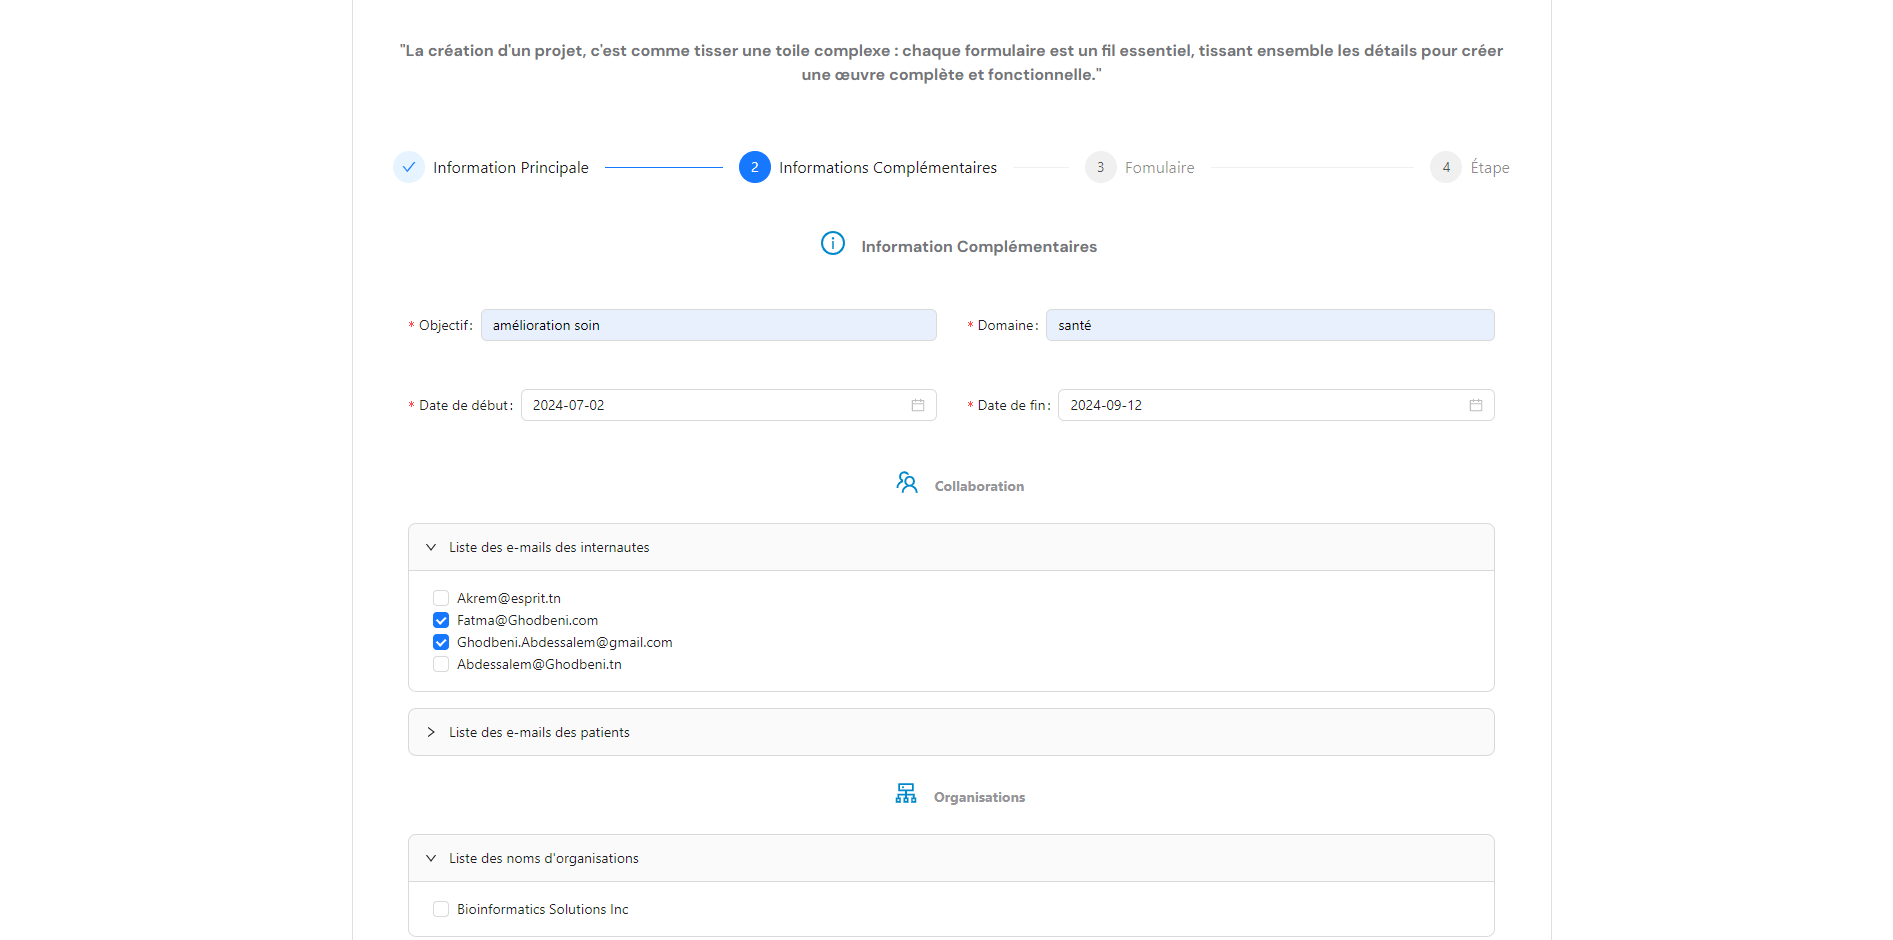 "La création d'un projet, c'est comme tisser une toile complexe : chaque formulaire est un fil essentiel, tissant ensemble les détails pour créer
une œuvre complète et fonctionnelle."
Information Principale
2 Informations Complémentaires
3 Fomulaire
4 Étape
Information Complémentaires
* Objectif: amélioration soin
* Domaine: santé
* Date de début: 2024-07-02
* Date de fin: 2024-09-12
Collaboration
Liste des e-mails des internautes
Akrem@esprit.tn
Fatma@Ghodbeni.com
Ghodbeni.Abdessalem@gmail.com
Abdessalem@Ghodbeni.tn
Liste des e-mails des patients
Organisations
Liste des noms d'organisations
Bioinformatics Solutions Inc